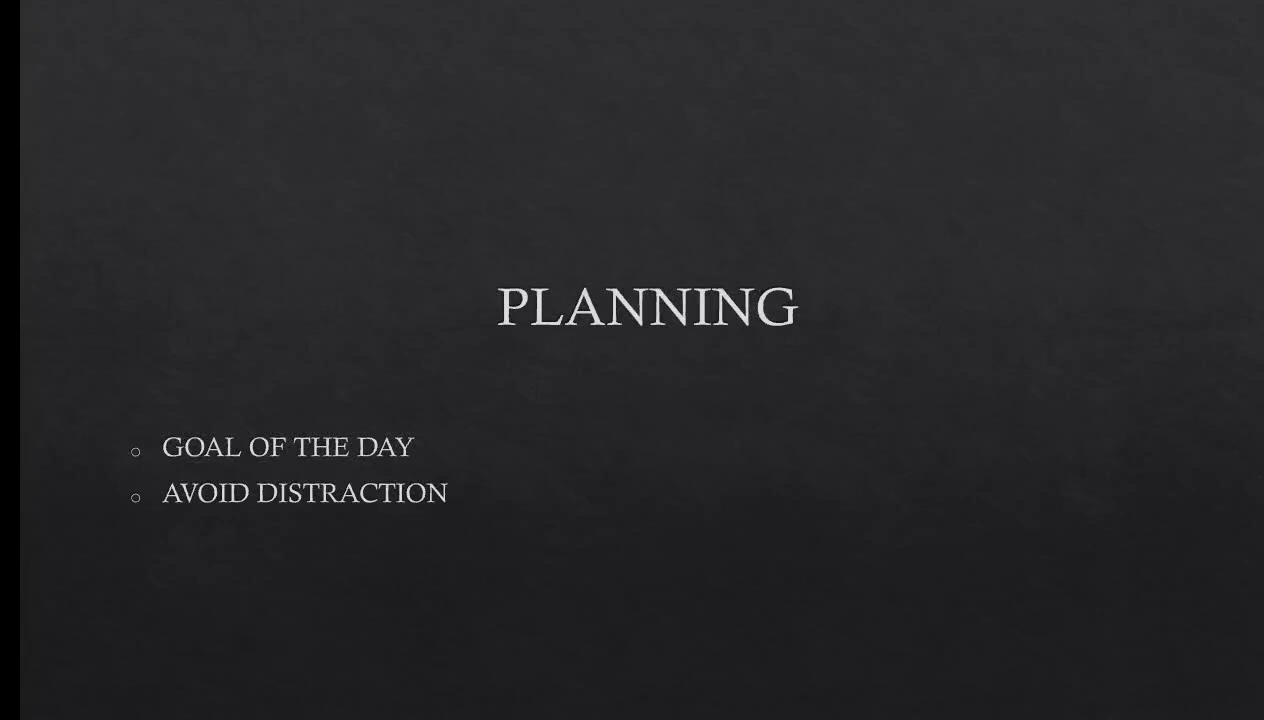 PLANNING
GOAL OF THE DAY
AVOID DISTRACTION